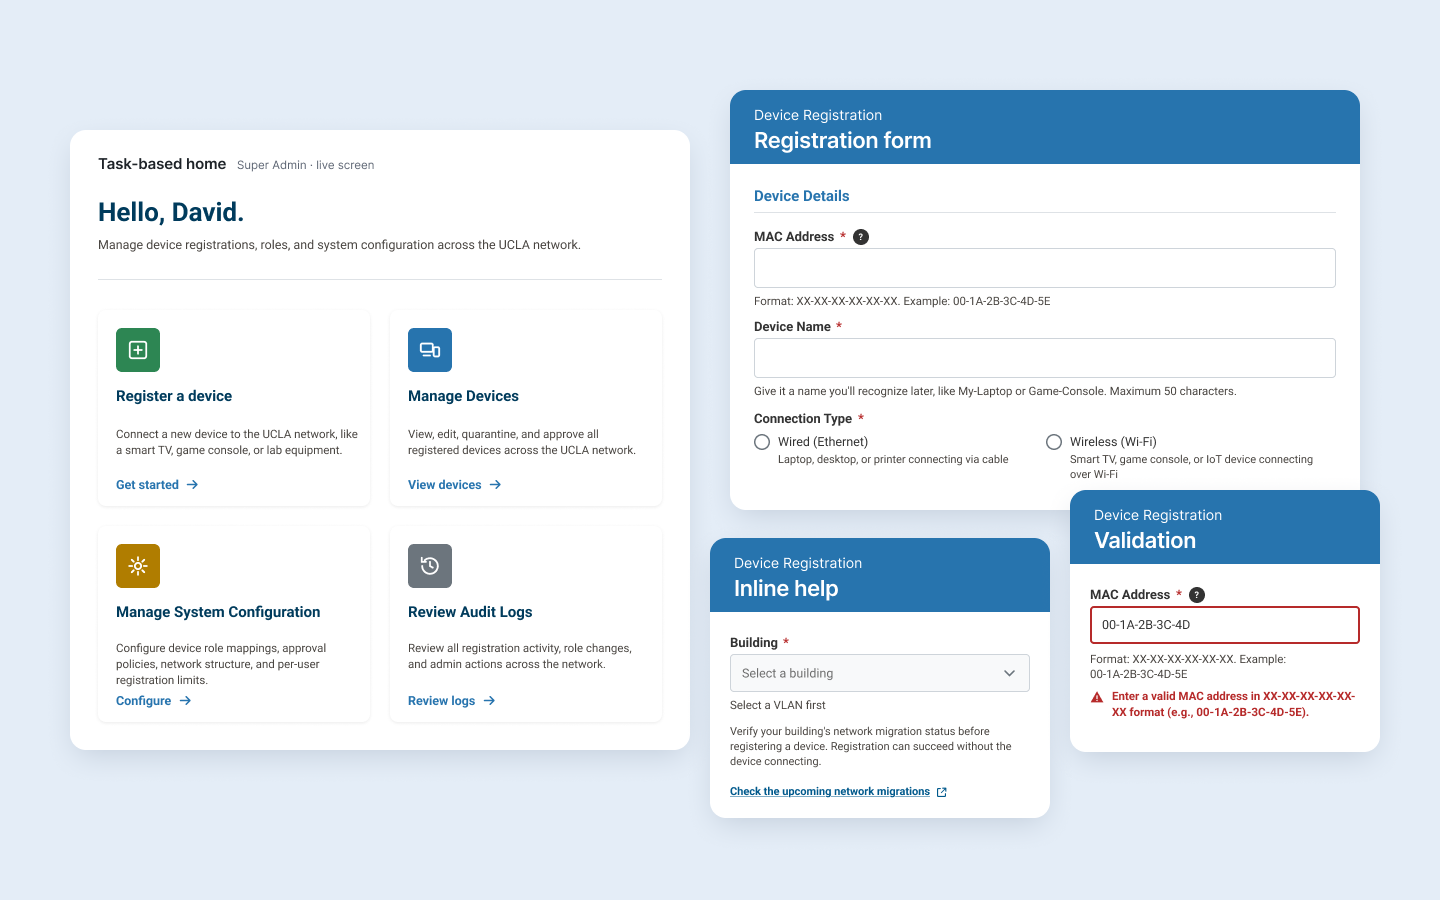 Task-based home Super Admin · live screen
Hello, David.
Manage device registrations, roles, and system configuration across the UCLA network.
Register a device
Connect a new device to the UCLA network, like
a smart TV, game console, or lab equipment.
Get started
Manage Devices
View, edit, quarantine, and approve all
registered devices across the UCLA network.
View devices
Manage System Configuration
Configure device role mappings, approval
policies, network structure, and per-user
registration limits.
Configure
Review Audit Logs
Review all registration activity, role changes,
and admin actions across the network.
Review logs
Device Registration
Registration form
Device Details
MAC Address * ?
Format: XX-XX-XX-XX-XX-XX. Example: 00-1A-2B-3C-4D-5E
Device Name *
Give it a name you'll recognize later, like My-Laptop or Game-Console. Maximum 50 characters.
Connection Type *
Wired (Ethernet)
Laptop, desktop, or printer connecting via cable
Wireless (Wi-Fi)
Smart TV, game console, or IoT device connecting
over Wi-Fi
Device Registration
Inline help
Building *
Select a building
Select a VLAN first
Verify your building's network migration status before
registering a device. Registration can succeed without the
device connecting.
Check the upcoming network migrations
Device Registration
Validation
MAC Address * ?
00-1A-2B-3C-4D
Format: XX-XX-XX-XX-XX-XX. Example:
00-1A-2B-3C-4D-5E
Enter a valid MAC address in XX-XX-XX-XX-XX-
XX format (e.g., 00-1A-2B-3C-4D-5E).